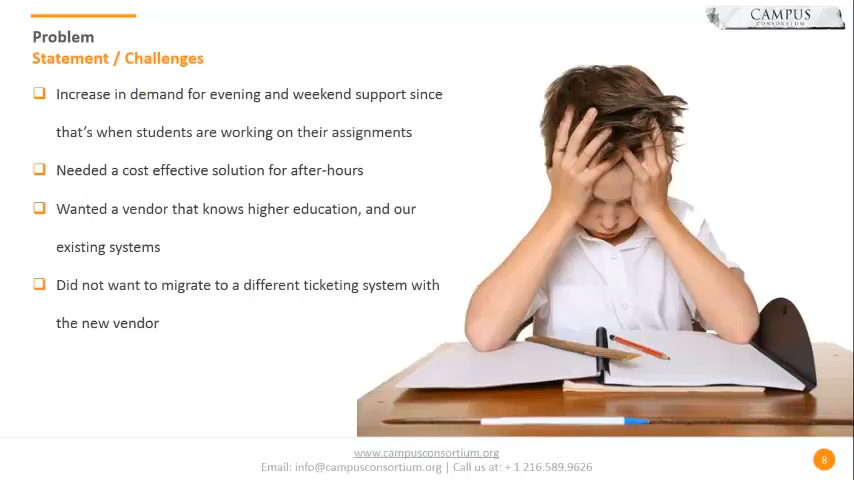 CAMPUS
CONSORTIUM
Problem
Statement / Challenges
Increase in demand for evening and weekend support since
that’s when students are working on their assignments
Needed a cost effective solution for after-hours
Wanted a vendor that knows higher education, and our
existing systems
Did not want to migrate to a different ticketing system with
the new vendor
www.campusconsortium.org
Email: info@campusconsortium.org | Call us at: + 1 216.589.9626
8